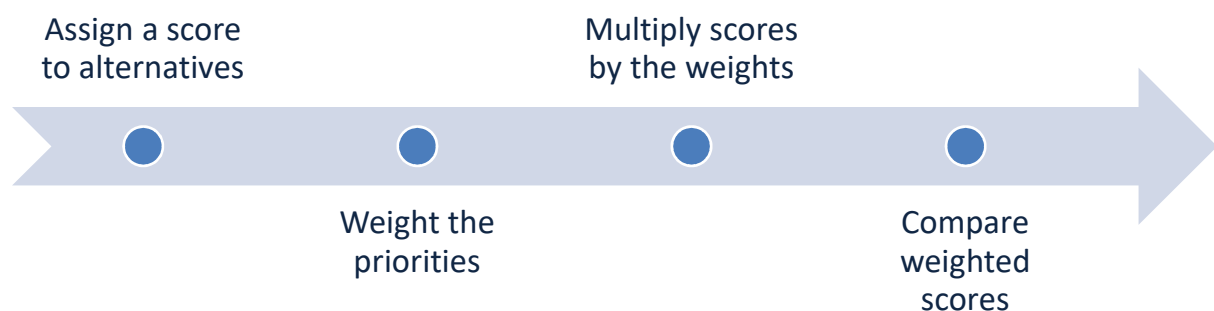 Assign a score
to alternatives
Weight the
priorities
Multiply scores
by the weights
Compare
weighted
scores